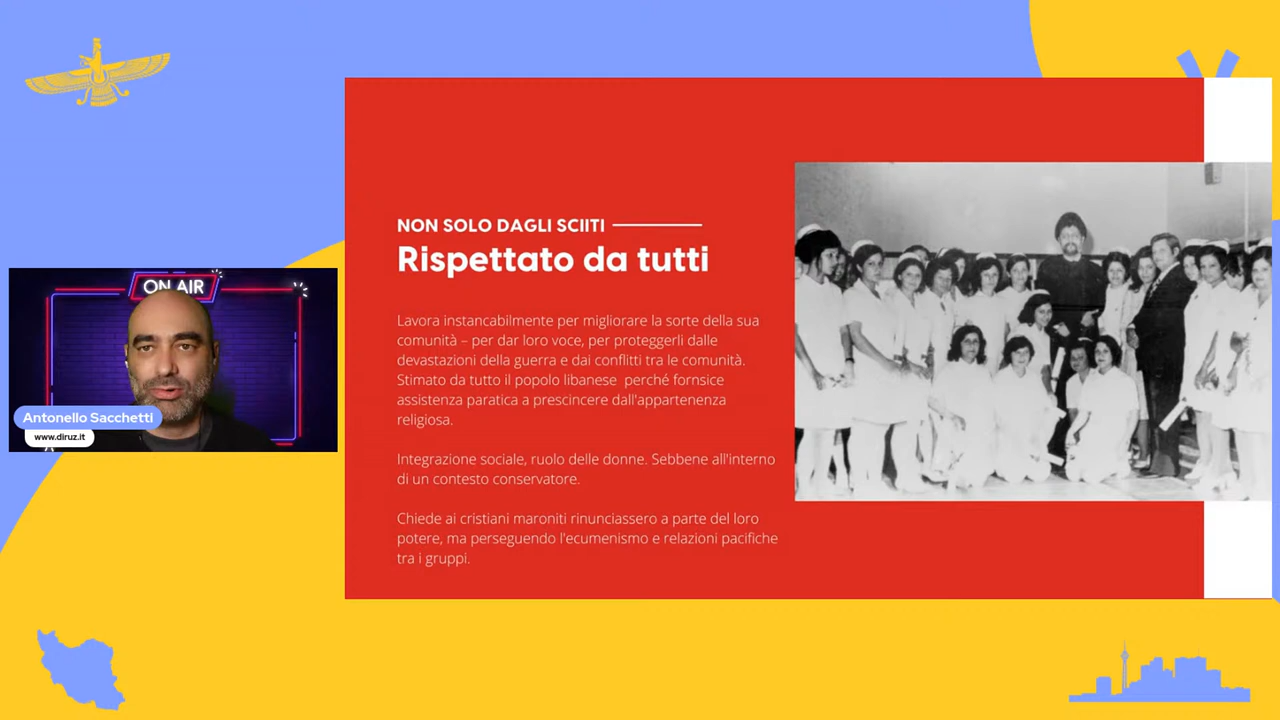 NON SOLO DAGLI SCIITI
Rispettato da tutti
Lavora instancabilmente per migliorare la sorte della sua
comunità – per dar loro voce, per proteggerli dalle
devastazioni della guerra e dai conflitti tra le comunità.
Stimato da tutto il popolo libanese  perché fornsice
assistenza paratica a prescincere dall'appartenenza
religiosa.
Integrazione sociale, ruolo delle donne. Sebbene all'interno
di un contesto conservatore.
Chiede ai cristiani maroniti rinunciassero a parte del loro
potere, ma perseguendo l'ecumenismo e relazioni pacifiche
tra i gruppi.
ON AIR
Antonello Sacchetti
www.diruz.it